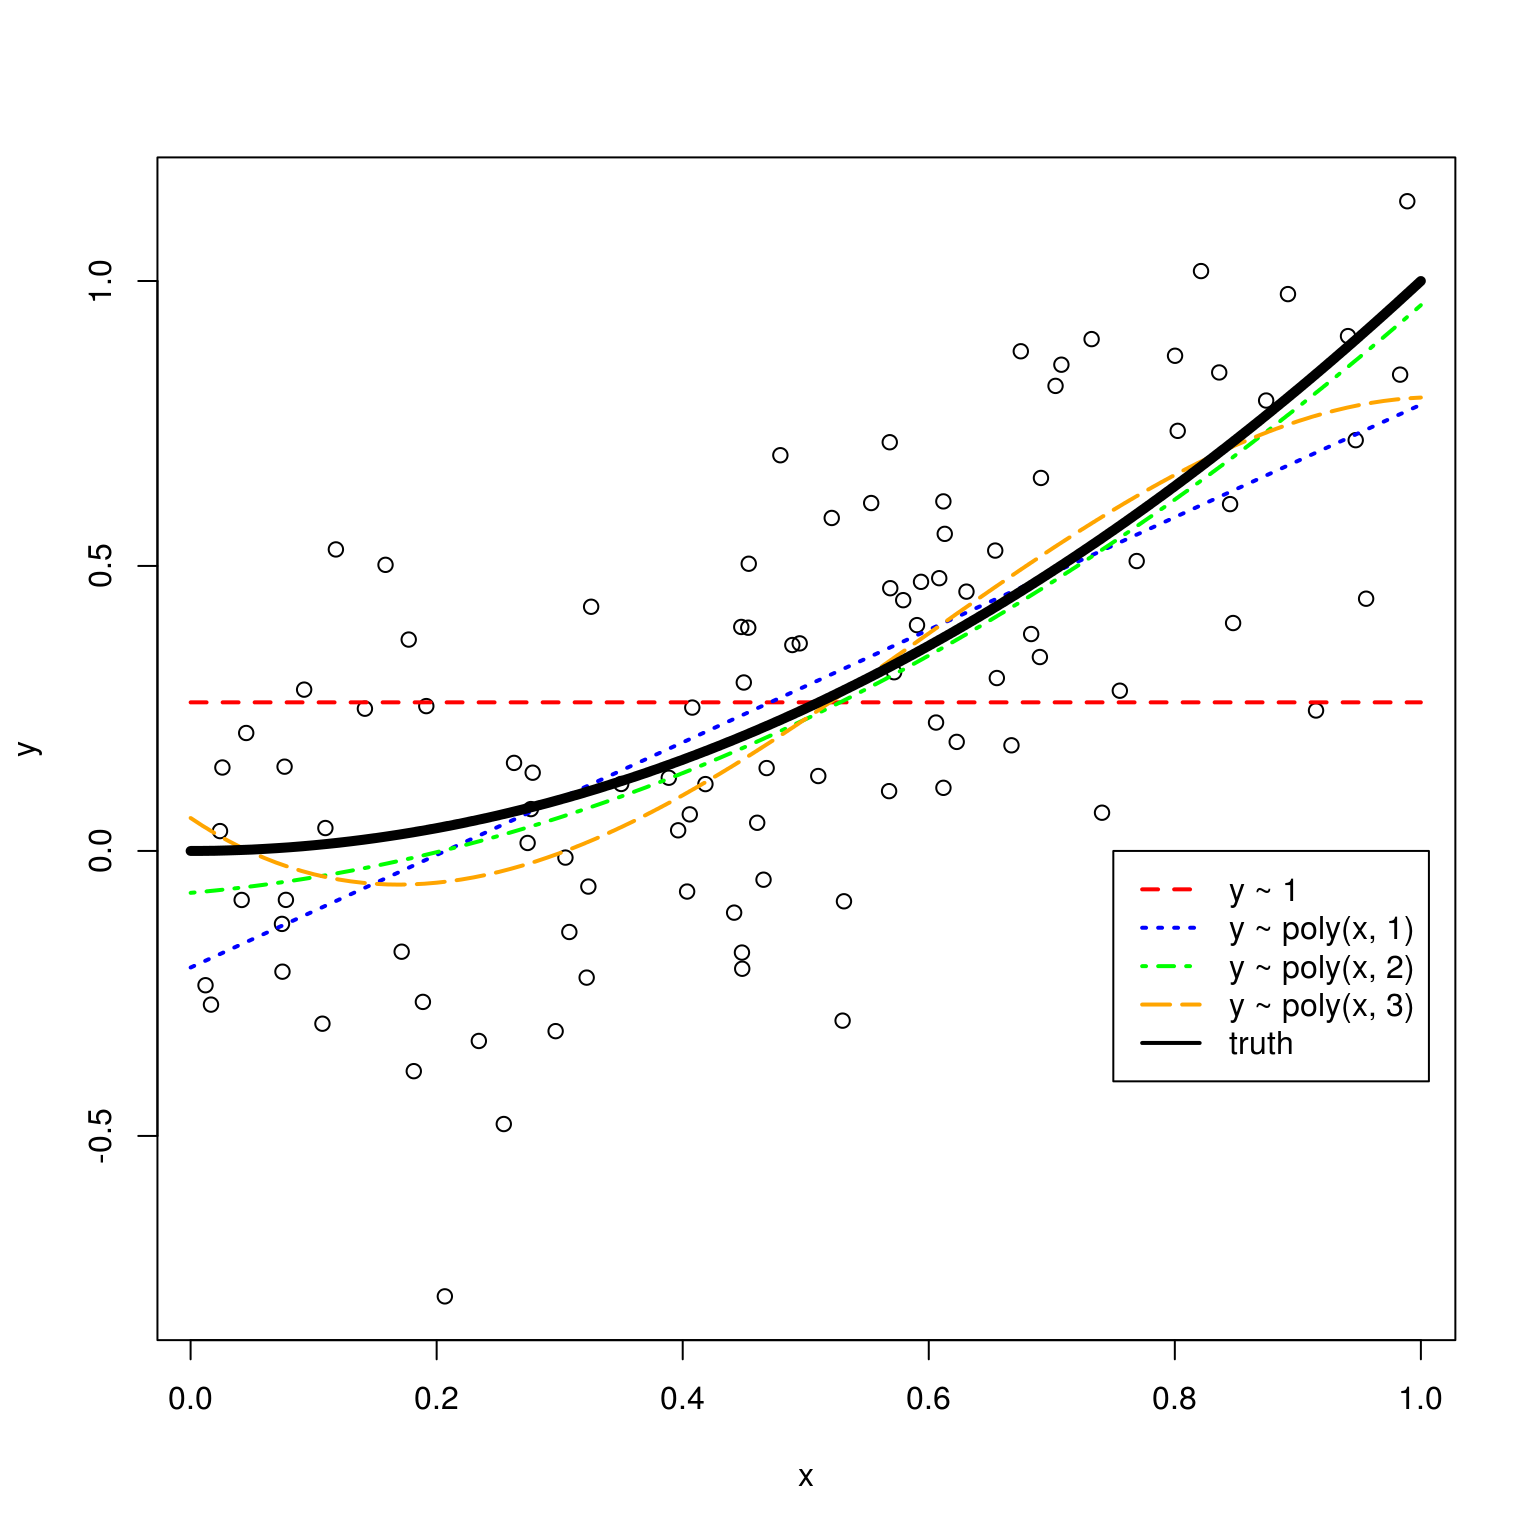 1.0
0.5
0.0
-0.5
y
y ~ 1
y ~ poly(x, 1)
y ~ poly(x, 2)
y ~ poly(x, 3)
truth
0.0 0.2 0.4 0.6 0.8 1.0
x